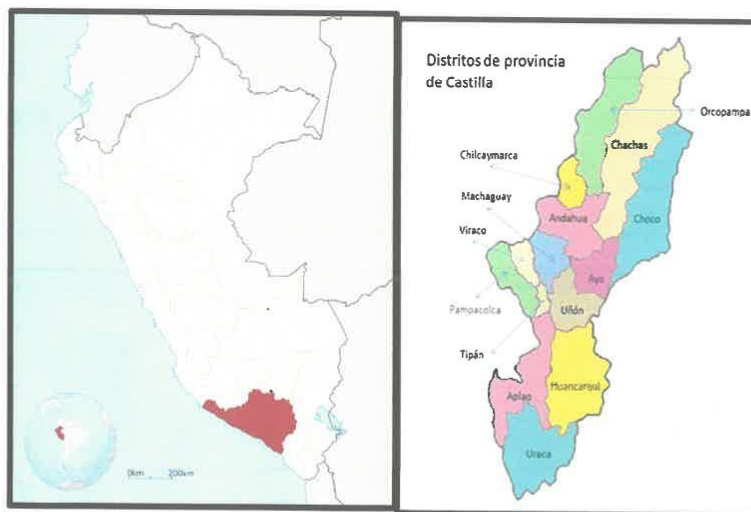 0km 200km
Distritos de provincia
de Castilla
Orcopampa
Chachas
Chilcaymarca
Machaguay
Andahua
Choco
Viraco
Ayo
Pampacolca
Uñón
Tipán
Aplao
Uraca